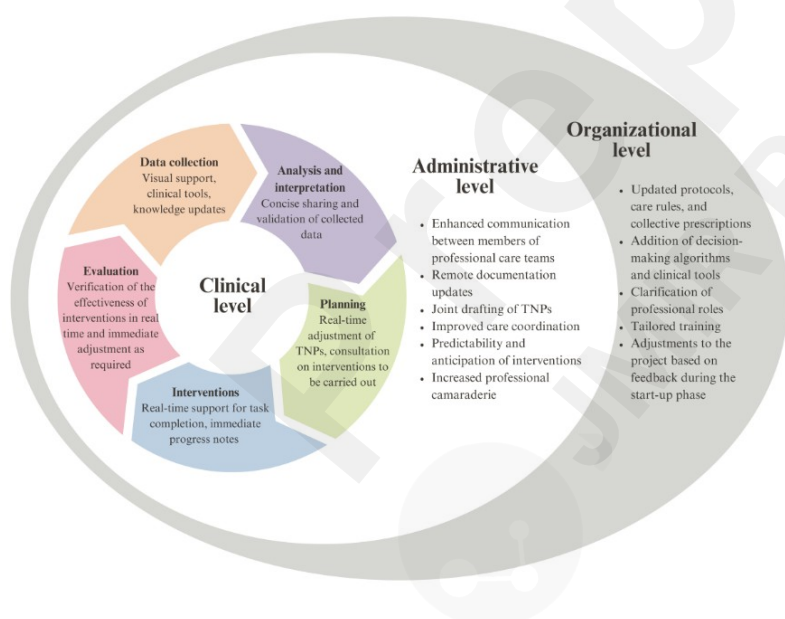 Data collection
Visual support,
clinical tools,
knowledge updates
Analysis and
interpretation
Concise sharing and
validation of collected
data
Evaluation
Verification of the
effectiveness of
interventions in real
time and immediate
adjustment as
required
Clinical
level
Planning
Real-time
adjustment of
TNPs, consultation
on interventions to
be carried out
Interventions
Real-time support for task
completion, immediate
progress notes
Administrative
level
• Enhanced communication
between members of
professional care teams
• Remote documentation
updates
• Joint drafting of TNPs
• Improved care coordination
• Predictability and
anticipation of interventions
• Increased professional
camaraderie
Organizational
level
• Updated protocols,
care rules, and
collective prescriptions
• Addition of decision-
making algorithms
and clinical tools
• Clarification of
professional roles
• Tailored training
• Adjustments to the
project based on
feedback during the
start-up phase
Prep
JMIR